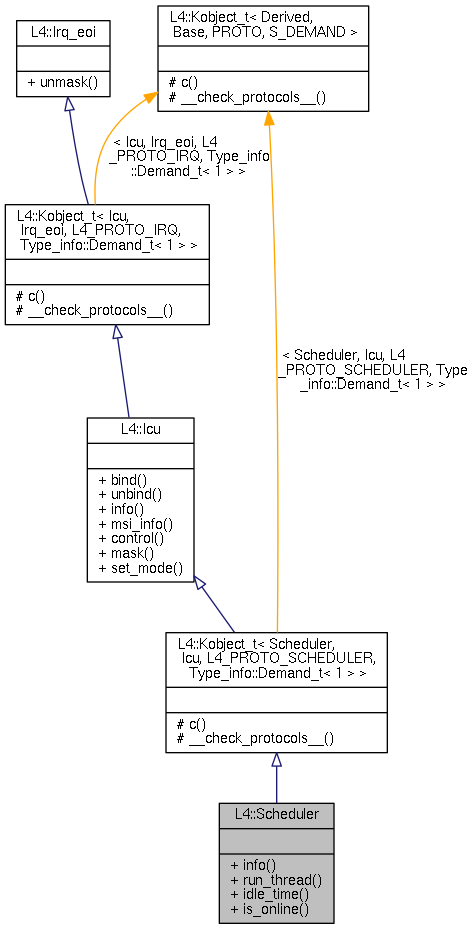 L4::Irq_eoi
+ unmask()
L4::Kobject_t< Derived,
Base, PROTO, S_DEMAND >
# c()
# __check_protocols__()
< Icu, Irq_eoi, L4
_PROTO_IRQ, Type_info
::Demand_t< 1 > >
L4::Kobject_t< Icu,
Irq_eoi, L4_PROTO_IRQ,
Type_info::Demand_t< 1 > >
# c()
# __check_protocols__()
< Scheduler, Icu, L4
_PROTO_SCHEDULER, Type
_info::Demand_t< 1 > >
L4::Icu
+ bind()
+ unbind()
+ info()
+ msi_info()
+ control()
+ mask()
+ set_mode()
L4::Kobject_t< Scheduler,
Icu, L4_PROTO_SCHEDULER,
Type_info::Demand_t< 1 > >
# c()
# __check_protocols__()
L4::Scheduler
+ info()
+ run_thread()
+ idle_time()
+ is_online()